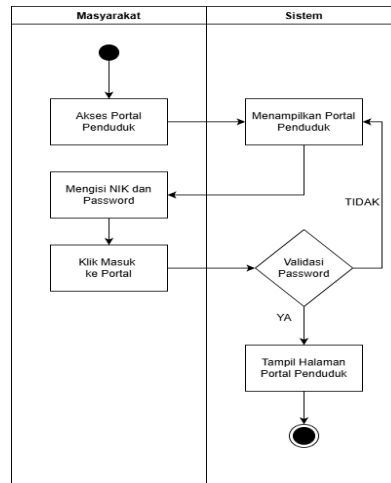 Masyarakat
Sistem
Akses Portal
Penduduk
Menampilkan Portal
Penduduk
Mengisi NIK dan
Password
TIDAK
Klik Masuk
ke Portal
Validasi
Password
YA
Tampil Halaman
Portal Penduduk